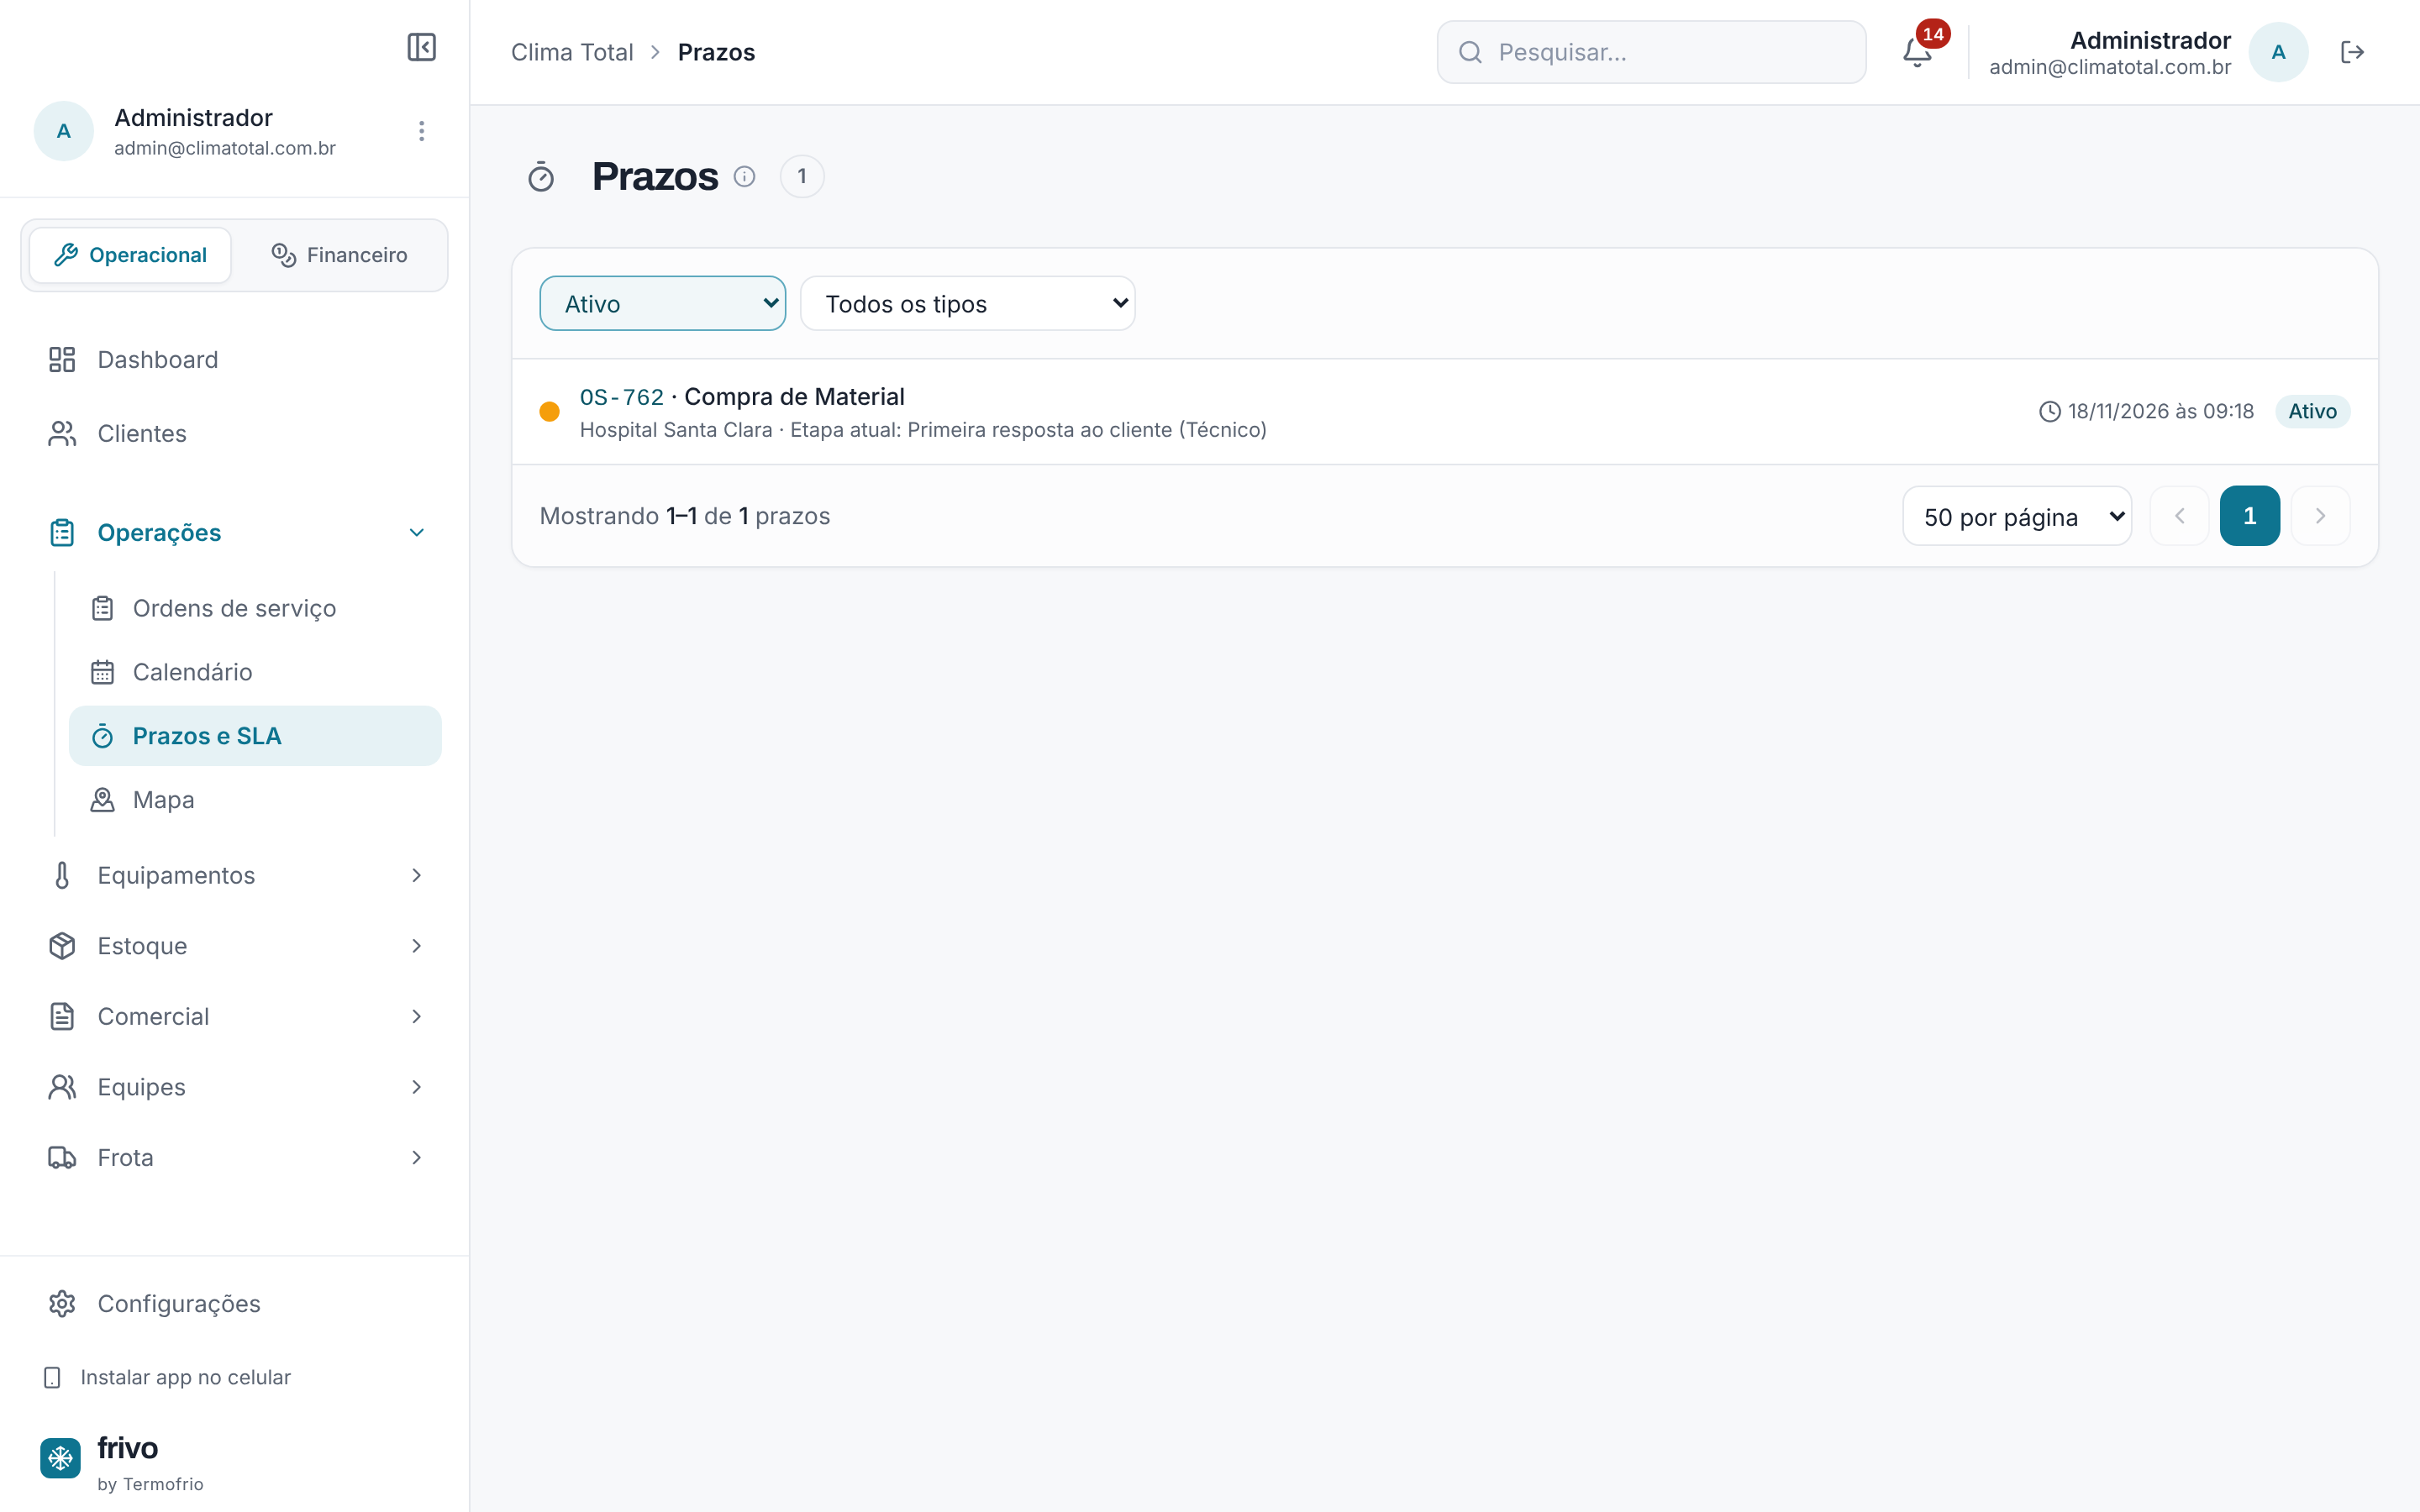 A
Administrador
admin@climatotal.com.br
Operacional
Financeiro
Dashboard
Clientes
Operações
Ordens de serviço
Calendário
Prazos e SLA
Mapa
Equipamentos
Estoque
Comercial
Equipes
Frota
Configurações
Instalar app no celular
frivo
by Termofrio
Clima Total > Prazos
Pesquisar...
14
Administrador
admin@climatotal.com.br
A
Prazos 1
Ativo
Todos os tipos
OS-762 · Compra de Material
Hospital Santa Clara · Etapa atual: Primeira resposta ao cliente (Técnico)
18/11/2026 às 09:18
Ativo
Mostrando 1–1 de 1 prazos
50 por página
1